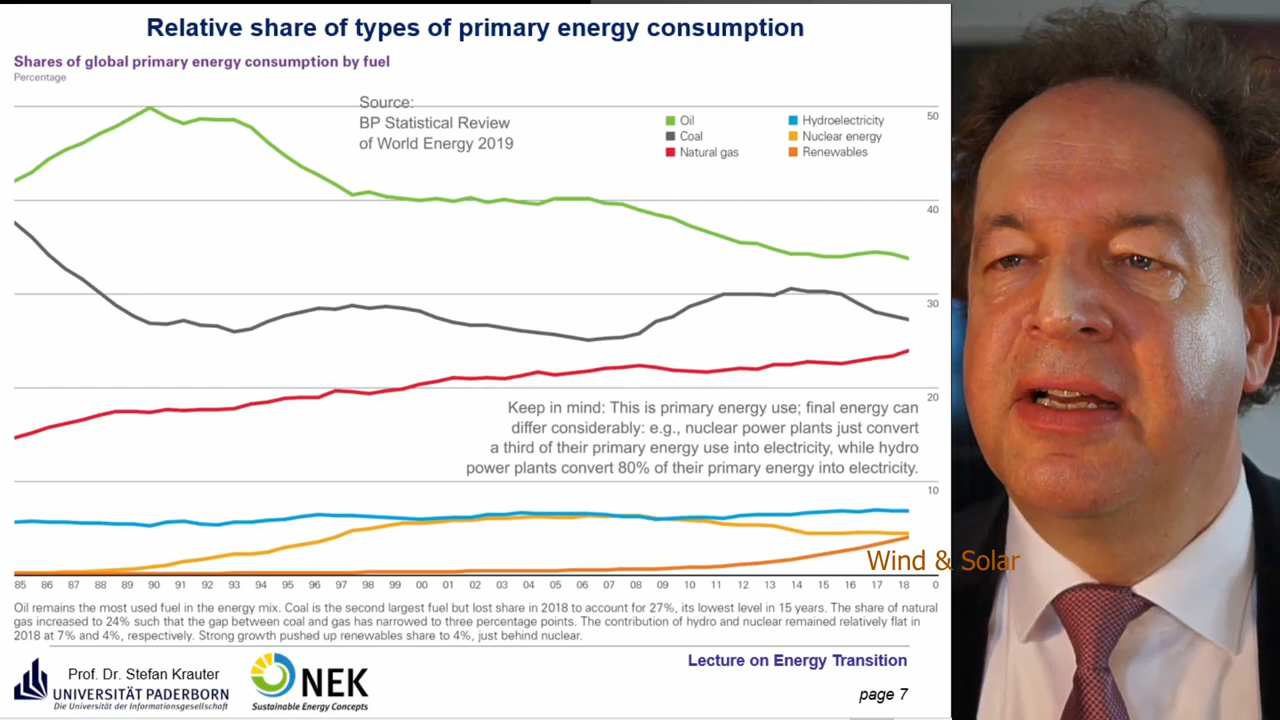 Relative share of types of primary energy consumption
Shares of global primary energy consumption by fuel
Percentage
Source:
BP Statistical Review
of World Energy 2019
Oil
Coal
Natural gas
Hydroelectricity
Nuclear energy
Renewables
50
40
30
20
10
0
Keep in mind: This is primary energy use; final energy can
differ considerably: e.g., nuclear power plants just convert
a third of their primary energy use into electricity, while hydro
power plants convert 80% of their primary energy into electricity.
Wind & Solar
85 86 87 88 89 90 91 92 93 94 95 96 97 98 99 00 01 02 03 04 05 06 07 08 09 10 11 12 13 14 15 16 17 18
Oil remains the most used fuel in the energy mix. Coal is the second largest fuel but lost share in 2018 to account for 27%, its lowest level in 15 years. The share of natural
gas increased to 24% such that the gap between coal and gas has narrowed to three percentage points. The contribution of hydro and nuclear remained relatively flat in
2018 at 7% and 4%, respectively. Strong growth pushed up renewables share to 4%, just behind nuclear.
Prof. Dr. Stefan Krauter
UNIVERSITÄT PADERBORN
Die Universität der Informationsgesellschaft
NEK
Sustainable Energy Concepts
Lecture on Energy Transition
page 7